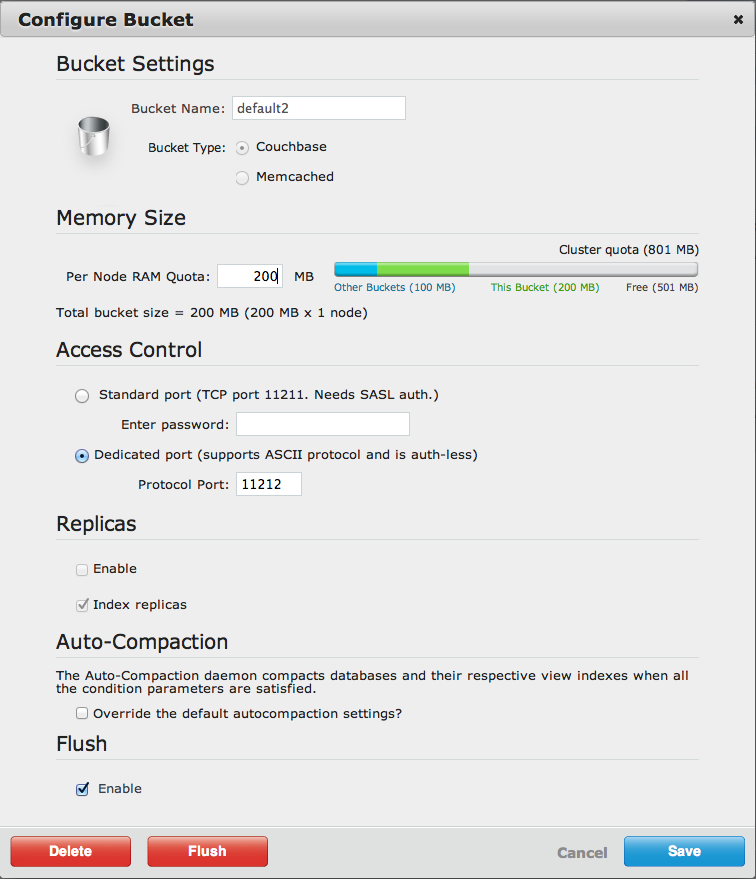 Configure Bucket
Bucket Settings
Bucket Name: default2
Bucket Type: Couchbase
Memcached
Memory Size
Cluster quota (801 MB)
Per Node RAM Quota: 200 MB
Other Buckets (100 MB) This Bucket (200 MB) Free (501 MB)
Total bucket size = 200 MB (200 MB x 1 node)
Access Control
Standard port (TCP port 11211. Needs SASL auth.)
Enter password:
Dedicated port (supports ASCII protocol and is auth-less)
Protocol Port: 11212
Replicas
Enable
Index replicas
Auto-Compaction
The Auto-Compaction daemon compacts databases and their respective view indexes when all
the condition parameters are satisfied.
Override the default autocompaction settings?
Flush
Enable
Delete Flush Cancel Save